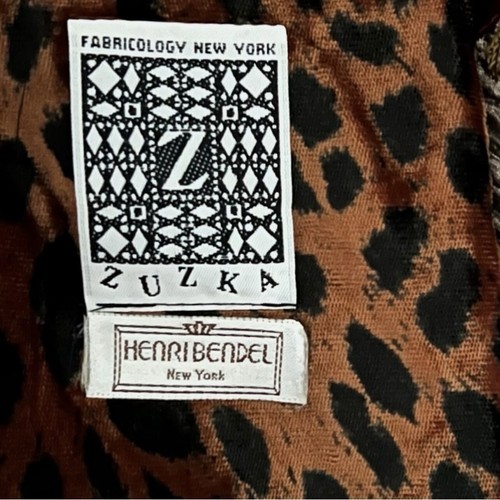 FABRICOLOGY NEW YORK
Z
ZUZKA
HENRI BENDEL
NEW YORK